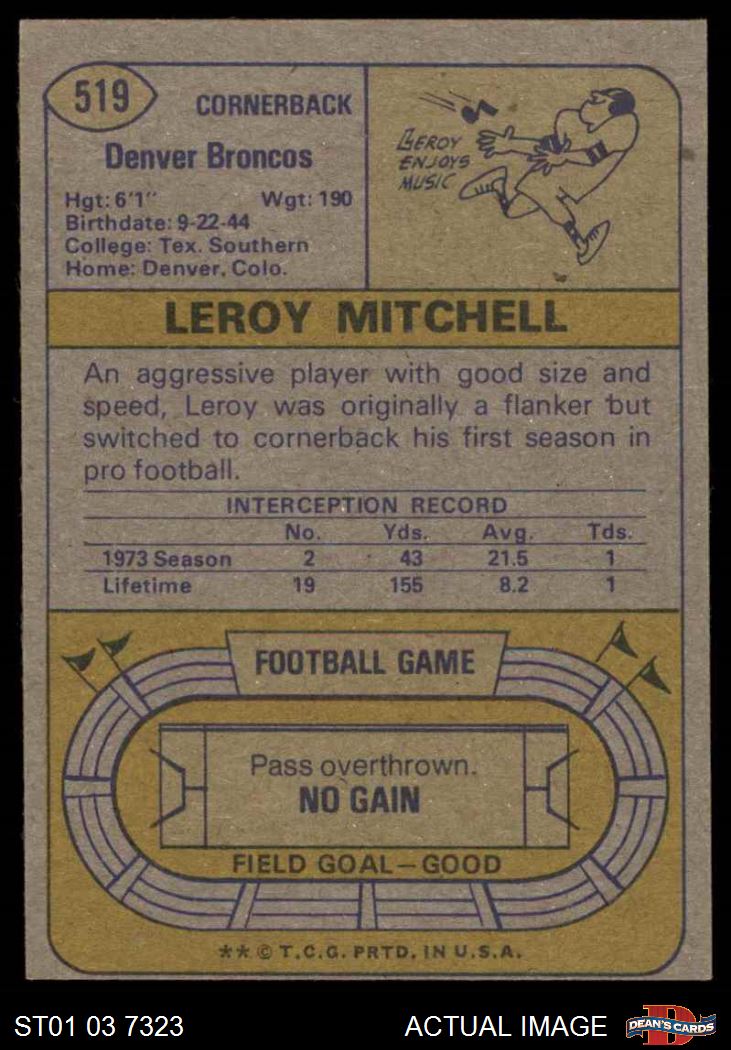 519
CORNERBACK
Denver Broncos
Hgt: 6'1" Wgt: 190
Birthdate: 9-22-44
College: Tex. Southern
Home: Denver, Colo.
LEROY
ENJOYS
MUSIC
LEROY MITCHELL
An aggressive player with good size and
speed, Leroy was originally a flanker but
switched to cornerback his first season in
pro football.
INTERCEPTION RECORD
No. Yds. Avg. Tds.
1973 Season 2 43 21.5 1
Lifetime 19 155 8.2 1
FOOTBALL GAME
Pass overthrown.
NO GAIN
FIELD GOAL—GOOD
** © T.C.G. PRTD. IN U.S.A.
ST01 03 7323 ACTUAL IMAGE
D
DEAN'S CARDS